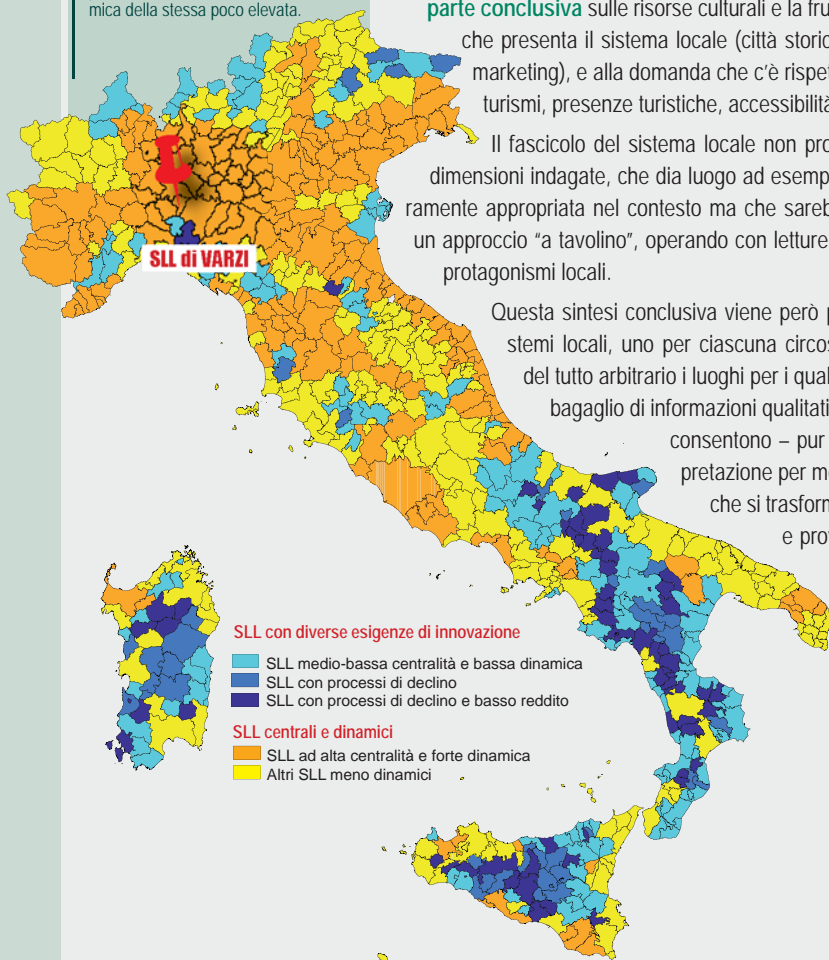 mica della stessa poco elevata.
parte conclusiva sulle risorse culturali e la fru
che presenta il sistema locale (città storic
marketing), e alla domanda che c'è rispet
turismi, presenze turistiche, accessibilità
Il fascicolo del sistema locale non pro
dimensioni indagate, che dia luogo ad esemp
ramente appropriata nel contesto ma che sareb
un approccio “a tavolino”, operando con letture
protagonismi locali.
Questa sintesi conclusiva viene però p
stemi locali, uno per ciascuna circos
del tutto arbitrario i luoghi per i qual
bagaglio di informazioni qualitati
consentono – pur
pretazione per me
che si trasforn
e prot
SLL di VARZI
SLL con diverse esigenze di innovazione
SLL medio-bassa centralità e bassa dinamica
SLL con processi di declino
SLL con processi di declino e basso reddito
SLL centrali e dinamici
SLL ad alta centralità e forte dinamica
Altri SLL meno dinamici